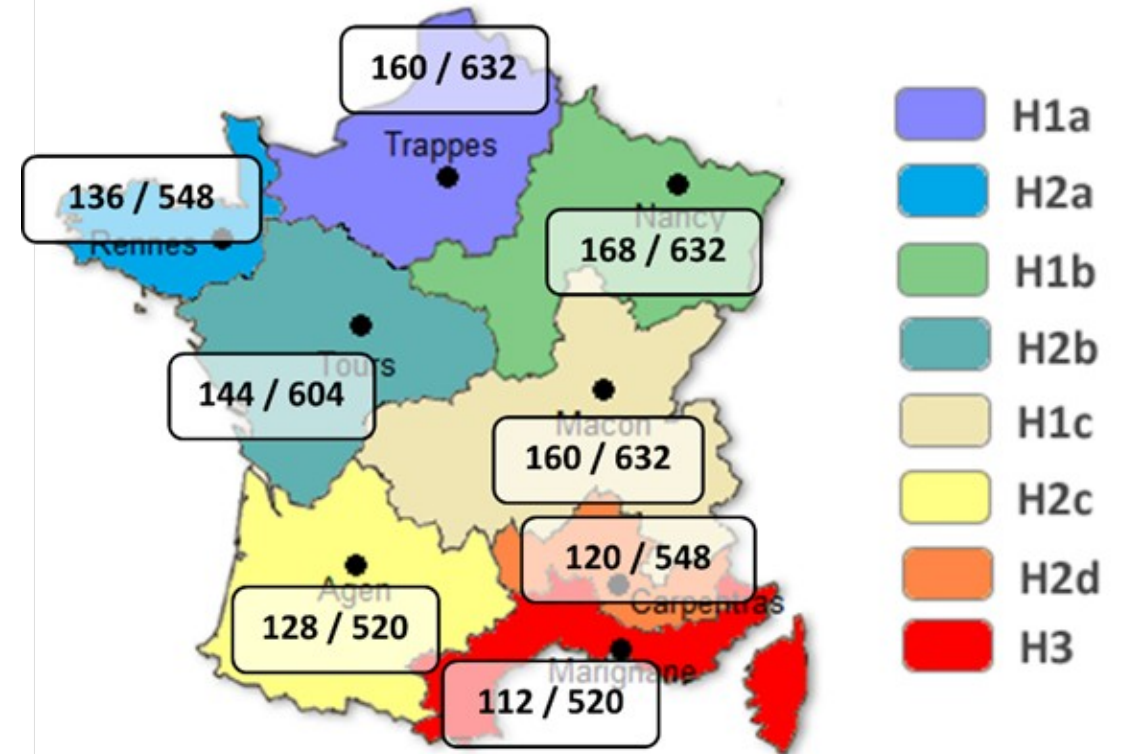 160 / 632
Trappes
136 / 548
Rennes
Nancy
168 / 632
Tours
144 / 604
Macon
160 / 632
120 / 548
Carpentras
Agen
128 / 520
Marignane
112 / 520
H1a
H2a
H1b
H2b
H1c
H2c
H2d
H3